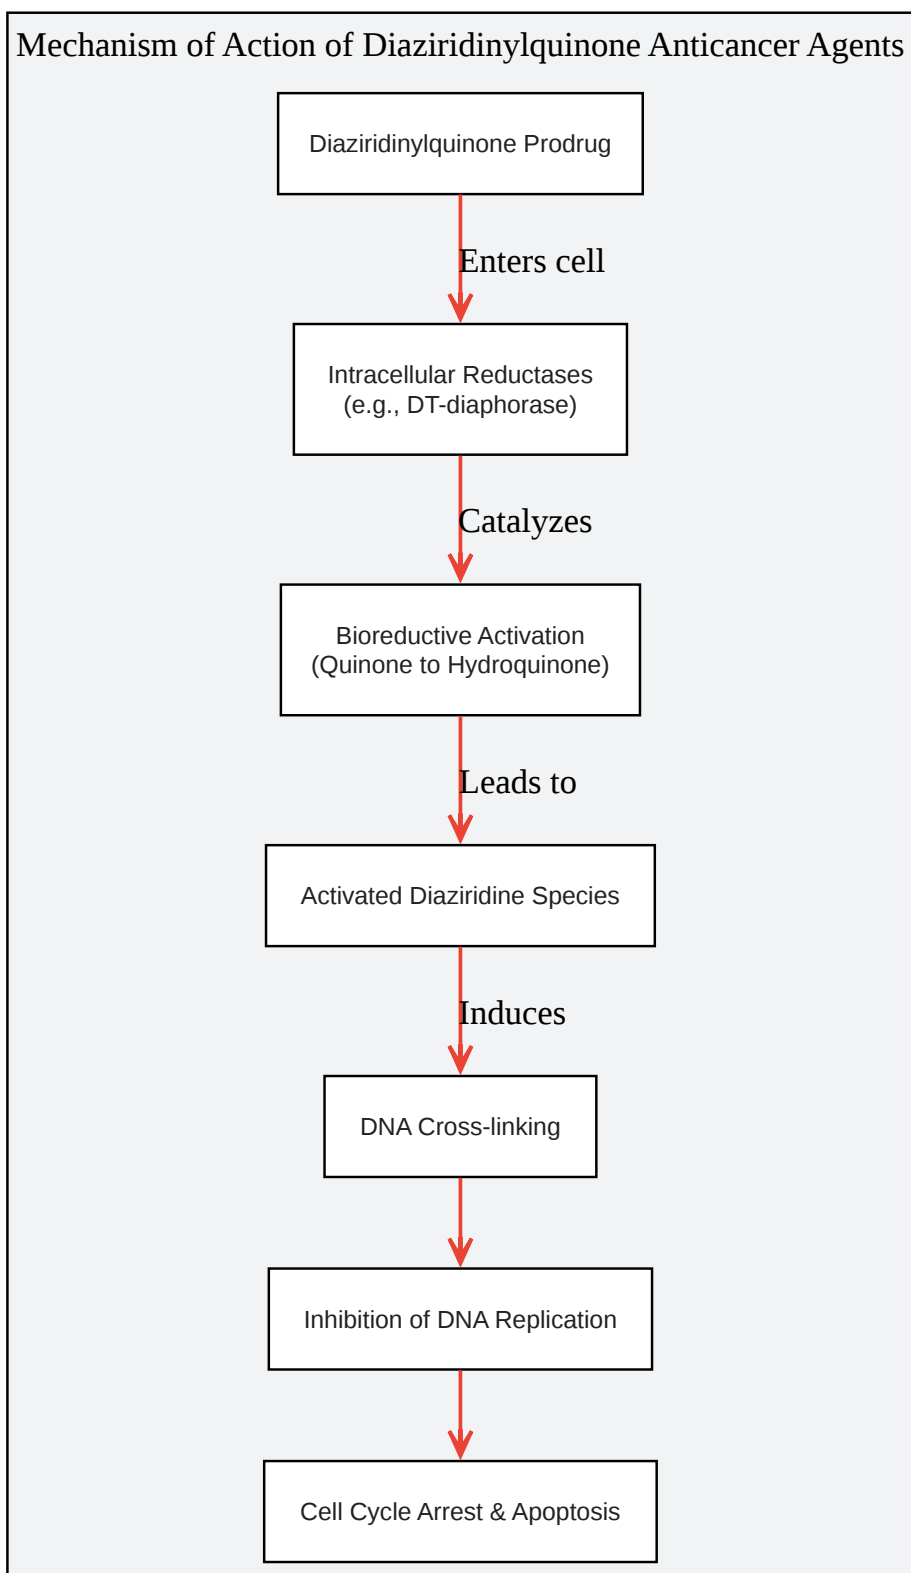 Mechanism of Action of Diaziridinylquinone Anticancer Agents
Diaziridinylquinone Prodrug
Enters cell
Intracellular Reductases
(e.g., DT-diaphorase)
Catalyzes
Bioreductive Activation
(Quinone to Hydroquinone)
Leads to
Activated Diaziridine Species
Induces
DNA Cross-linking
Inhibition of DNA Replication
Cell Cycle Arrest & Apoptosis